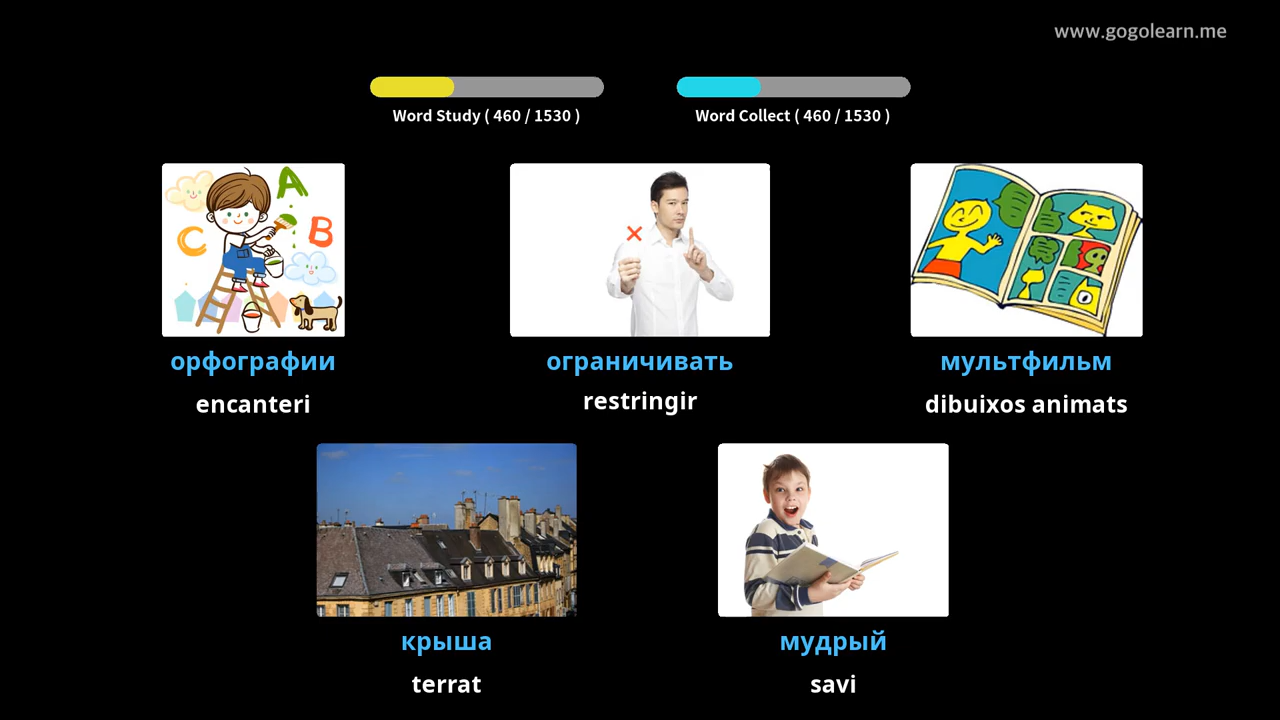 www.gogolearn.me
Word Study ( 460 / 1530 )
Word Collect ( 460 / 1530 )
A
B
C
орфографии
encanteri
ограничивать
restringir
мультфильм
dibuixos animats
крыша
terrat
мудрый
savi